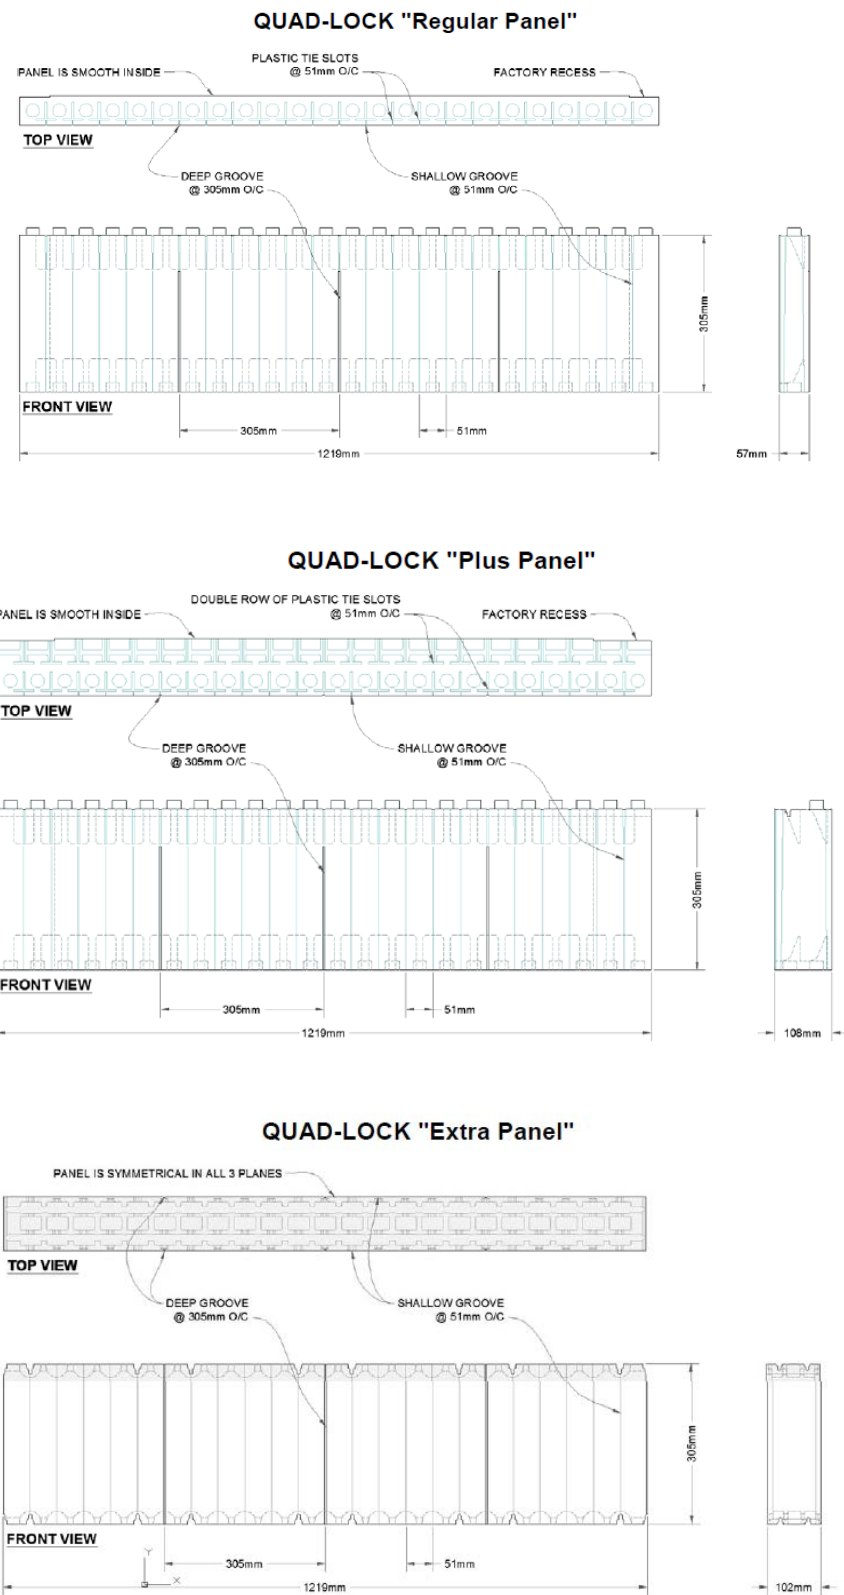 QUAD-LOCK "Regular Panel"
PLASTIC TIE SLOTS
@ 51mm O/C
PANEL IS SMOOTH INSIDE
FACTORY RECESS
TOP VIEW
DEEP GROOVE
@ 305mm O/C
SHALLOW GROOVE
@ 51mm O/C
305mm
FRONT VIEW
305mm
51mm
1219mm
57mm
QUAD-LOCK "Plus Panel"
DOUBLE ROW OF PLASTIC TIE SLOTS
@ 51mm O/C
PANEL IS SMOOTH INSIDE
FACTORY RECESS
TOP VIEW
DEEP GROOVE
@ 305mm O/C
SHALLOW GROOVE
@ 51mm O/C
305mm
FRONT VIEW
305mm
51mm
1219mm
108mm
QUAD-LOCK "Extra Panel"
PANEL IS SYMMETRICAL IN ALL 3 PLANES
TOP VIEW
DEEP GROOVE
@ 305mm O/C
SHALLOW GROOVE
@ 51mm O/C
305mm
FRONT VIEW
Y
X
305mm
51mm
1219mm
102mm